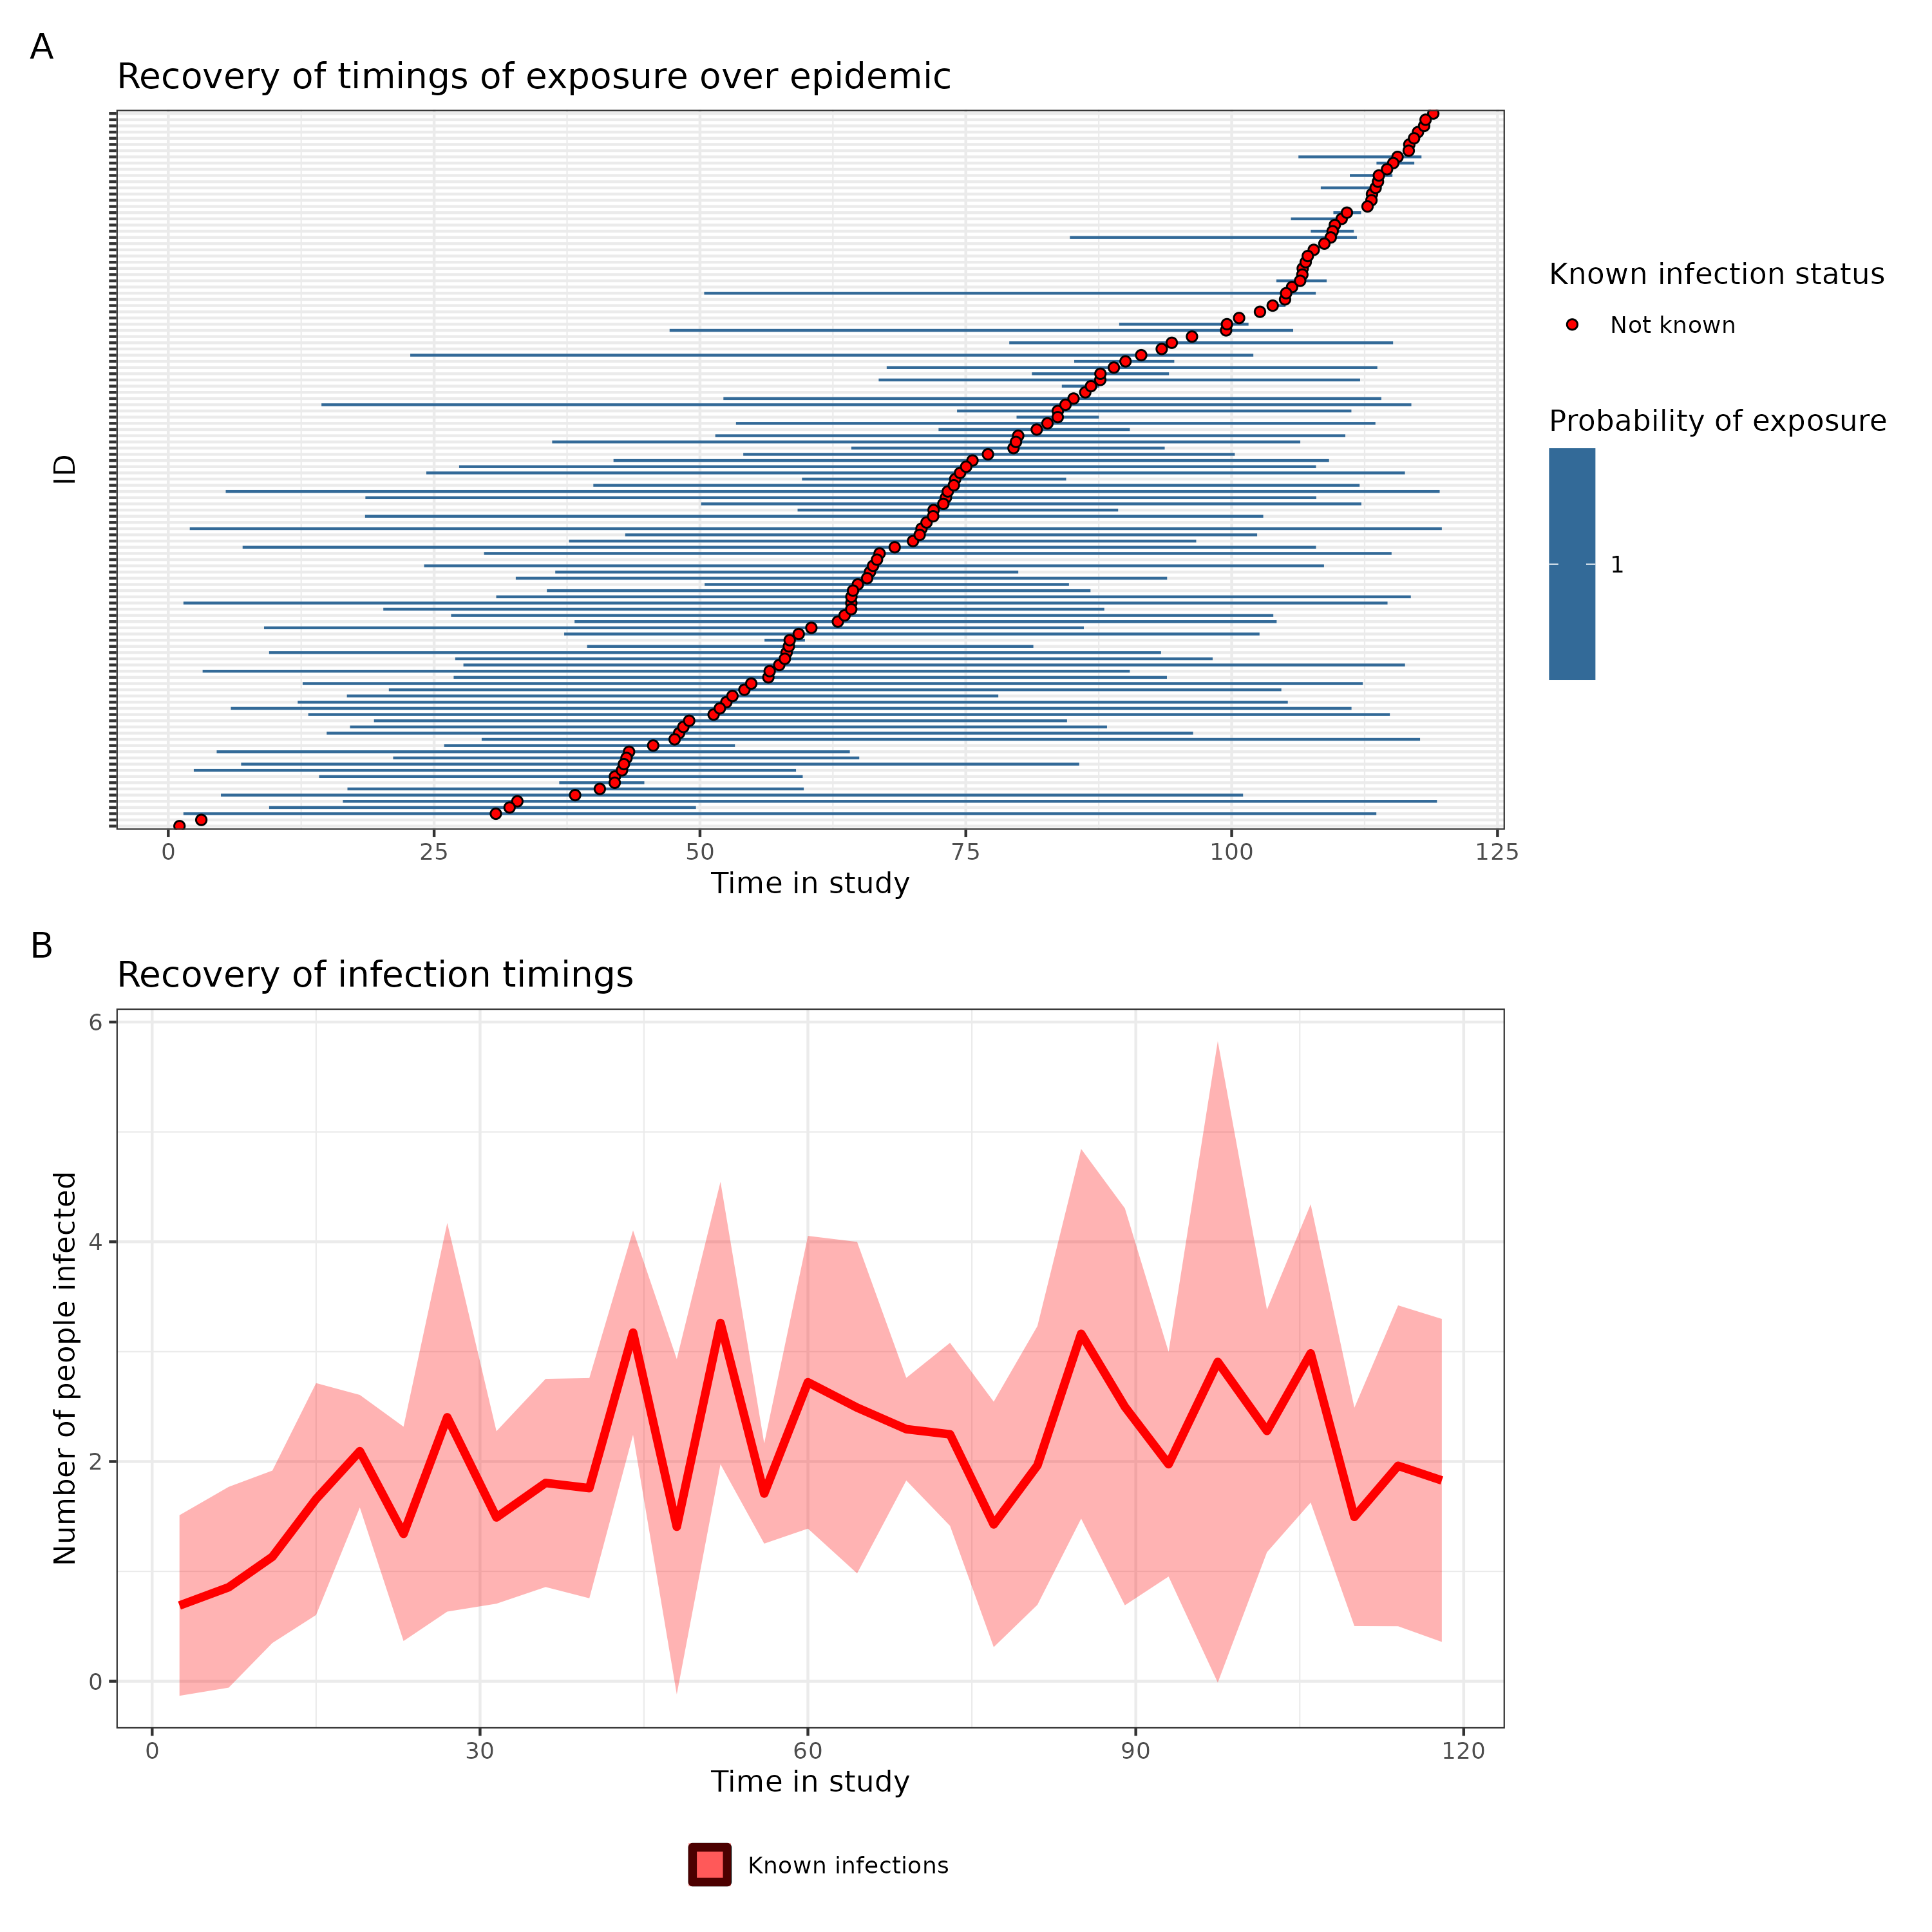 A
Recovery of timings of exposure over epidemic
ID
0 25 50 75 100 125
Time in study
Known infection status
Not known
Probability of exposure
1
B
Recovery of infection timings
Number of people infected
6
4
2
0
0 30 60 90 120
Time in study
Known infections